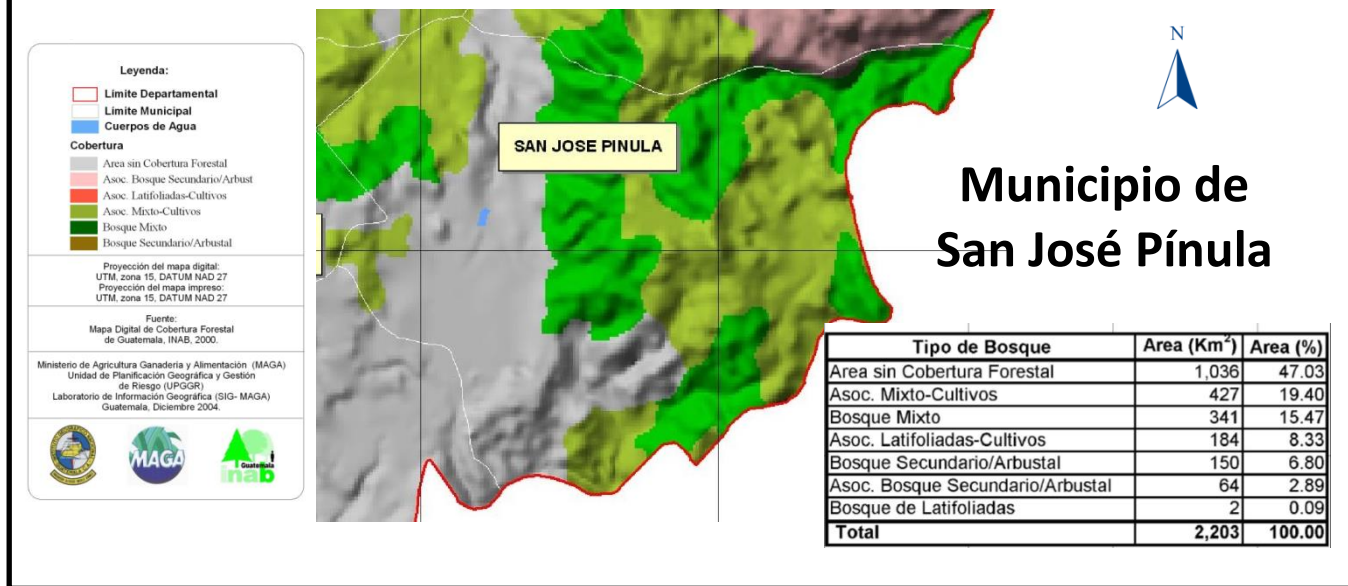 Leyenda:
Límite Departamental
Límite Municipal
Cuerpos de Agua
Cobertura
Area sin Cobertura Forestal
Asoc. Bosque Secundario/Arbust
Asoc. Latifoliadas-Cultivos
Asoc. Mixto-Cultivos
Bosque Mixto
Bosque Secundario/Arbustal
Proyección del mapa digital:
UTM, zona 15, DATUM NAD 27
Proyección del mapa impreso:
UTM, zona 15, DATUM NAD 27
Fuente:
Mapa Digital de Cobertura Forestal
de Guatemala, INAB, 2000.
Ministerio de Agricultura Ganadería y Alimentación (MAGA)
Unidad de Planificación Geográfica y Gestión
de Riesgo (UPGGR)
Laboratorio de Información Geográfica (SIG- MAGA)
Guatemala, Diciembre 2004.
MAGA
Guatemala
inab
SAN JOSE PINULA
N
Municipio de
San José Pínula
Tipo de Bosque Area (Km²) Area (%)
Area sin Cobertura Forestal 1,036 47.03
Asoc. Mixto-Cultivos 427 19.40
Bosque Mixto 341 15.47
Asoc. Latifoliadas-Cultivos 184 8.33
Bosque Secundario/Arbustal 150 6.80
Asoc. Bosque Secundario/Arbustal 64 2.89
Bosque de Latifoliadas 2 0.09
Total 2,203 100.00